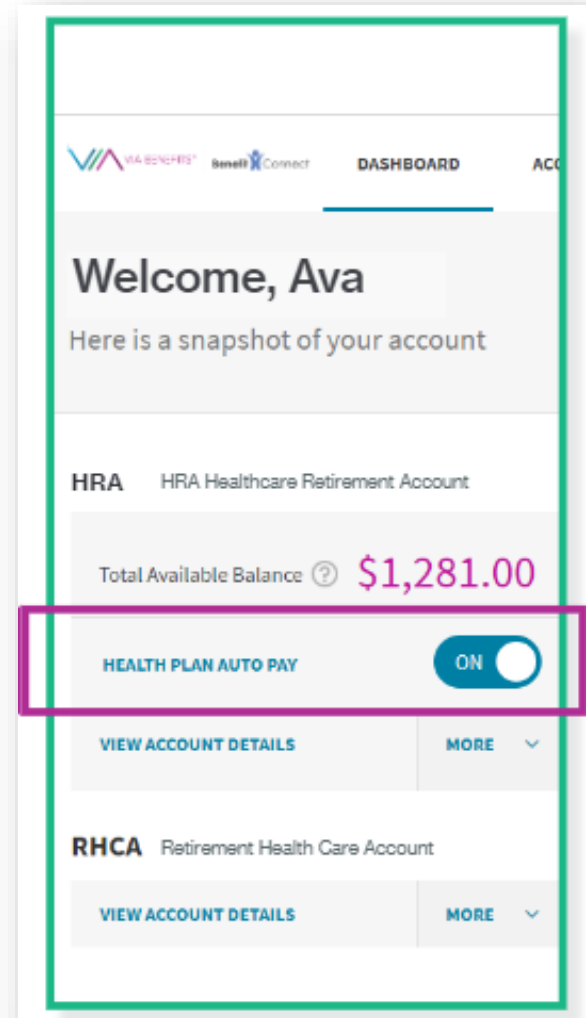 VIA BENEFITS™ Benefit Connect DASHBOARD ACC
Welcome, Ava
Here is a snapshot of your account
HRA HRA Healthcare Retirement Account
Total Available Balance ? $1,281.00
HEALTH PLAN AUTO PAY ON
VIEW ACCOUNT DETAILS MORE
RHCA Retirement Health Care Account
VIEW ACCOUNT DETAILS MORE